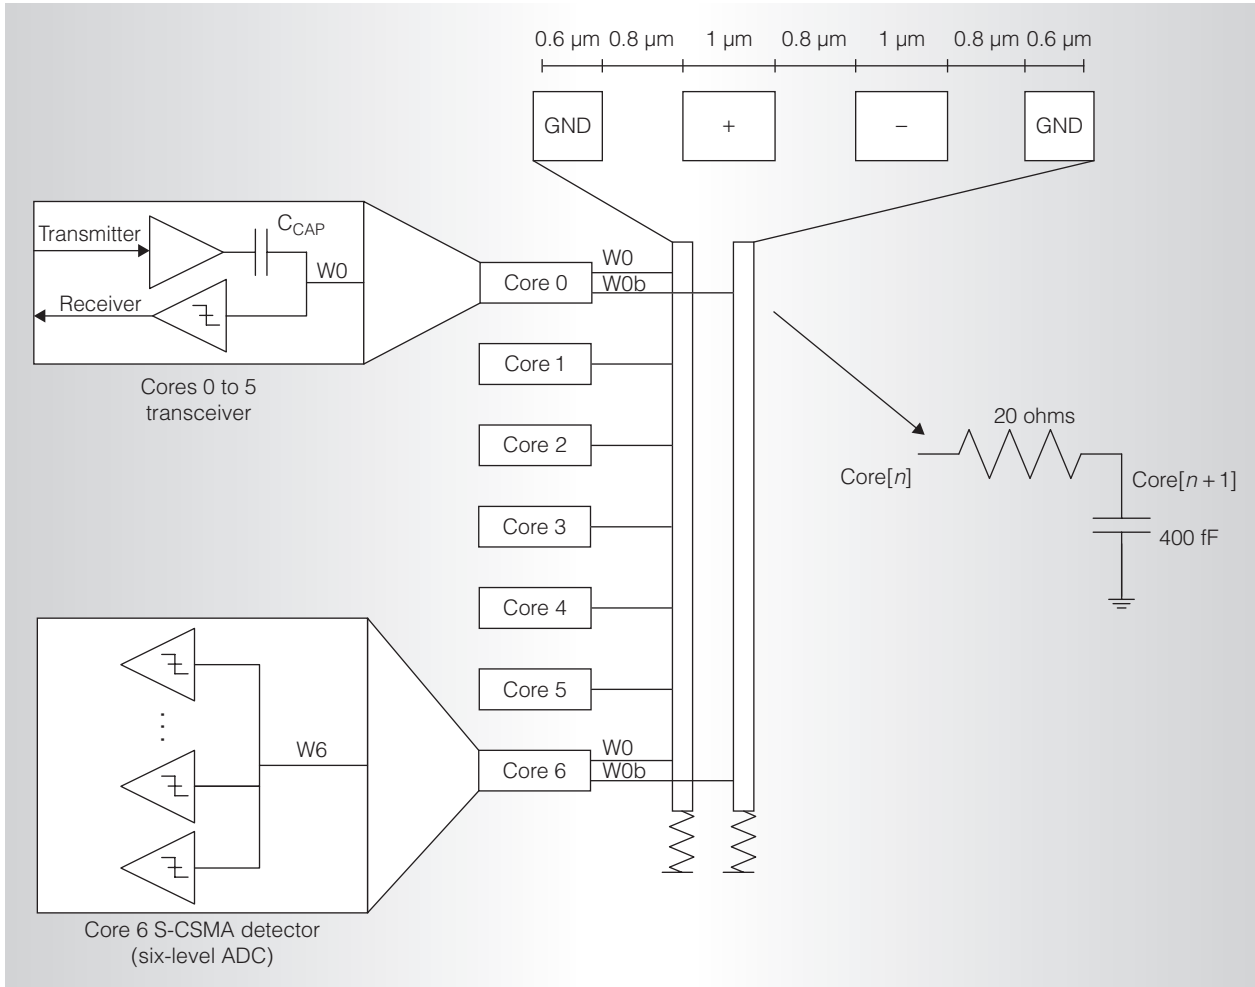 0.6 µm 0.8 µm 1 µm 0.8 µm 1 µm 0.8 µm 0.6 µm
GND + – GND
Transmitter
C_CAP
W0
Receiver
Cores 0 to 5
transceiver
Core 0
W0
W0b
Core 1
Core 2
Core 3
Core 4
Core 5
Core 6
W0
W0b
20 ohms
Core[n]
Core[n + 1]
400 fF
W6
Core 6 S-CSMA detector
(six-level ADC)